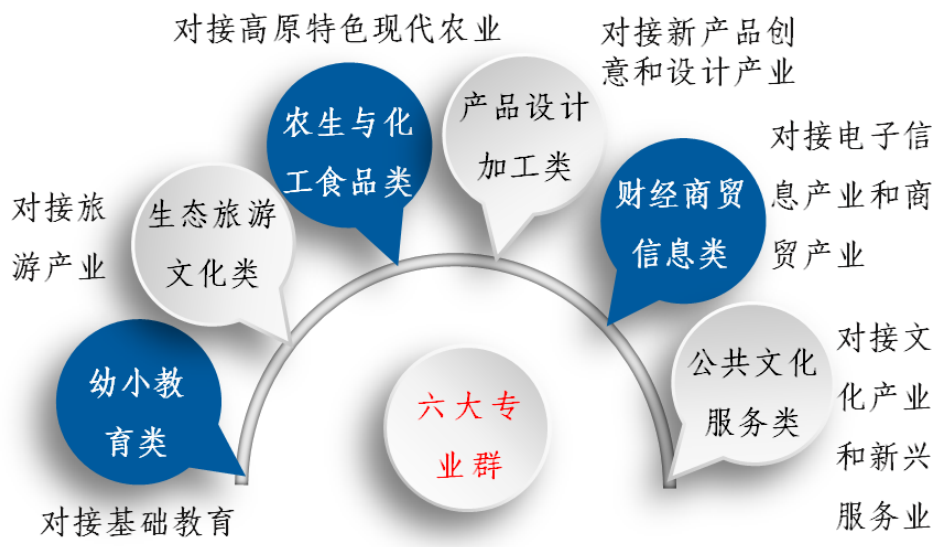 对接高原特色现代农业
对接新产品创
意和设计产业
农生与化
工食品类
产品设计
加工类
对接电子信
息产业和商
贸产业
财经商贸
信息类
对接旅
游产业
生态旅游
文化类
对接文
化产业
和新兴
服务业
公共文化
服务类
幼小教
育类
六大专
业群
对接基础教育